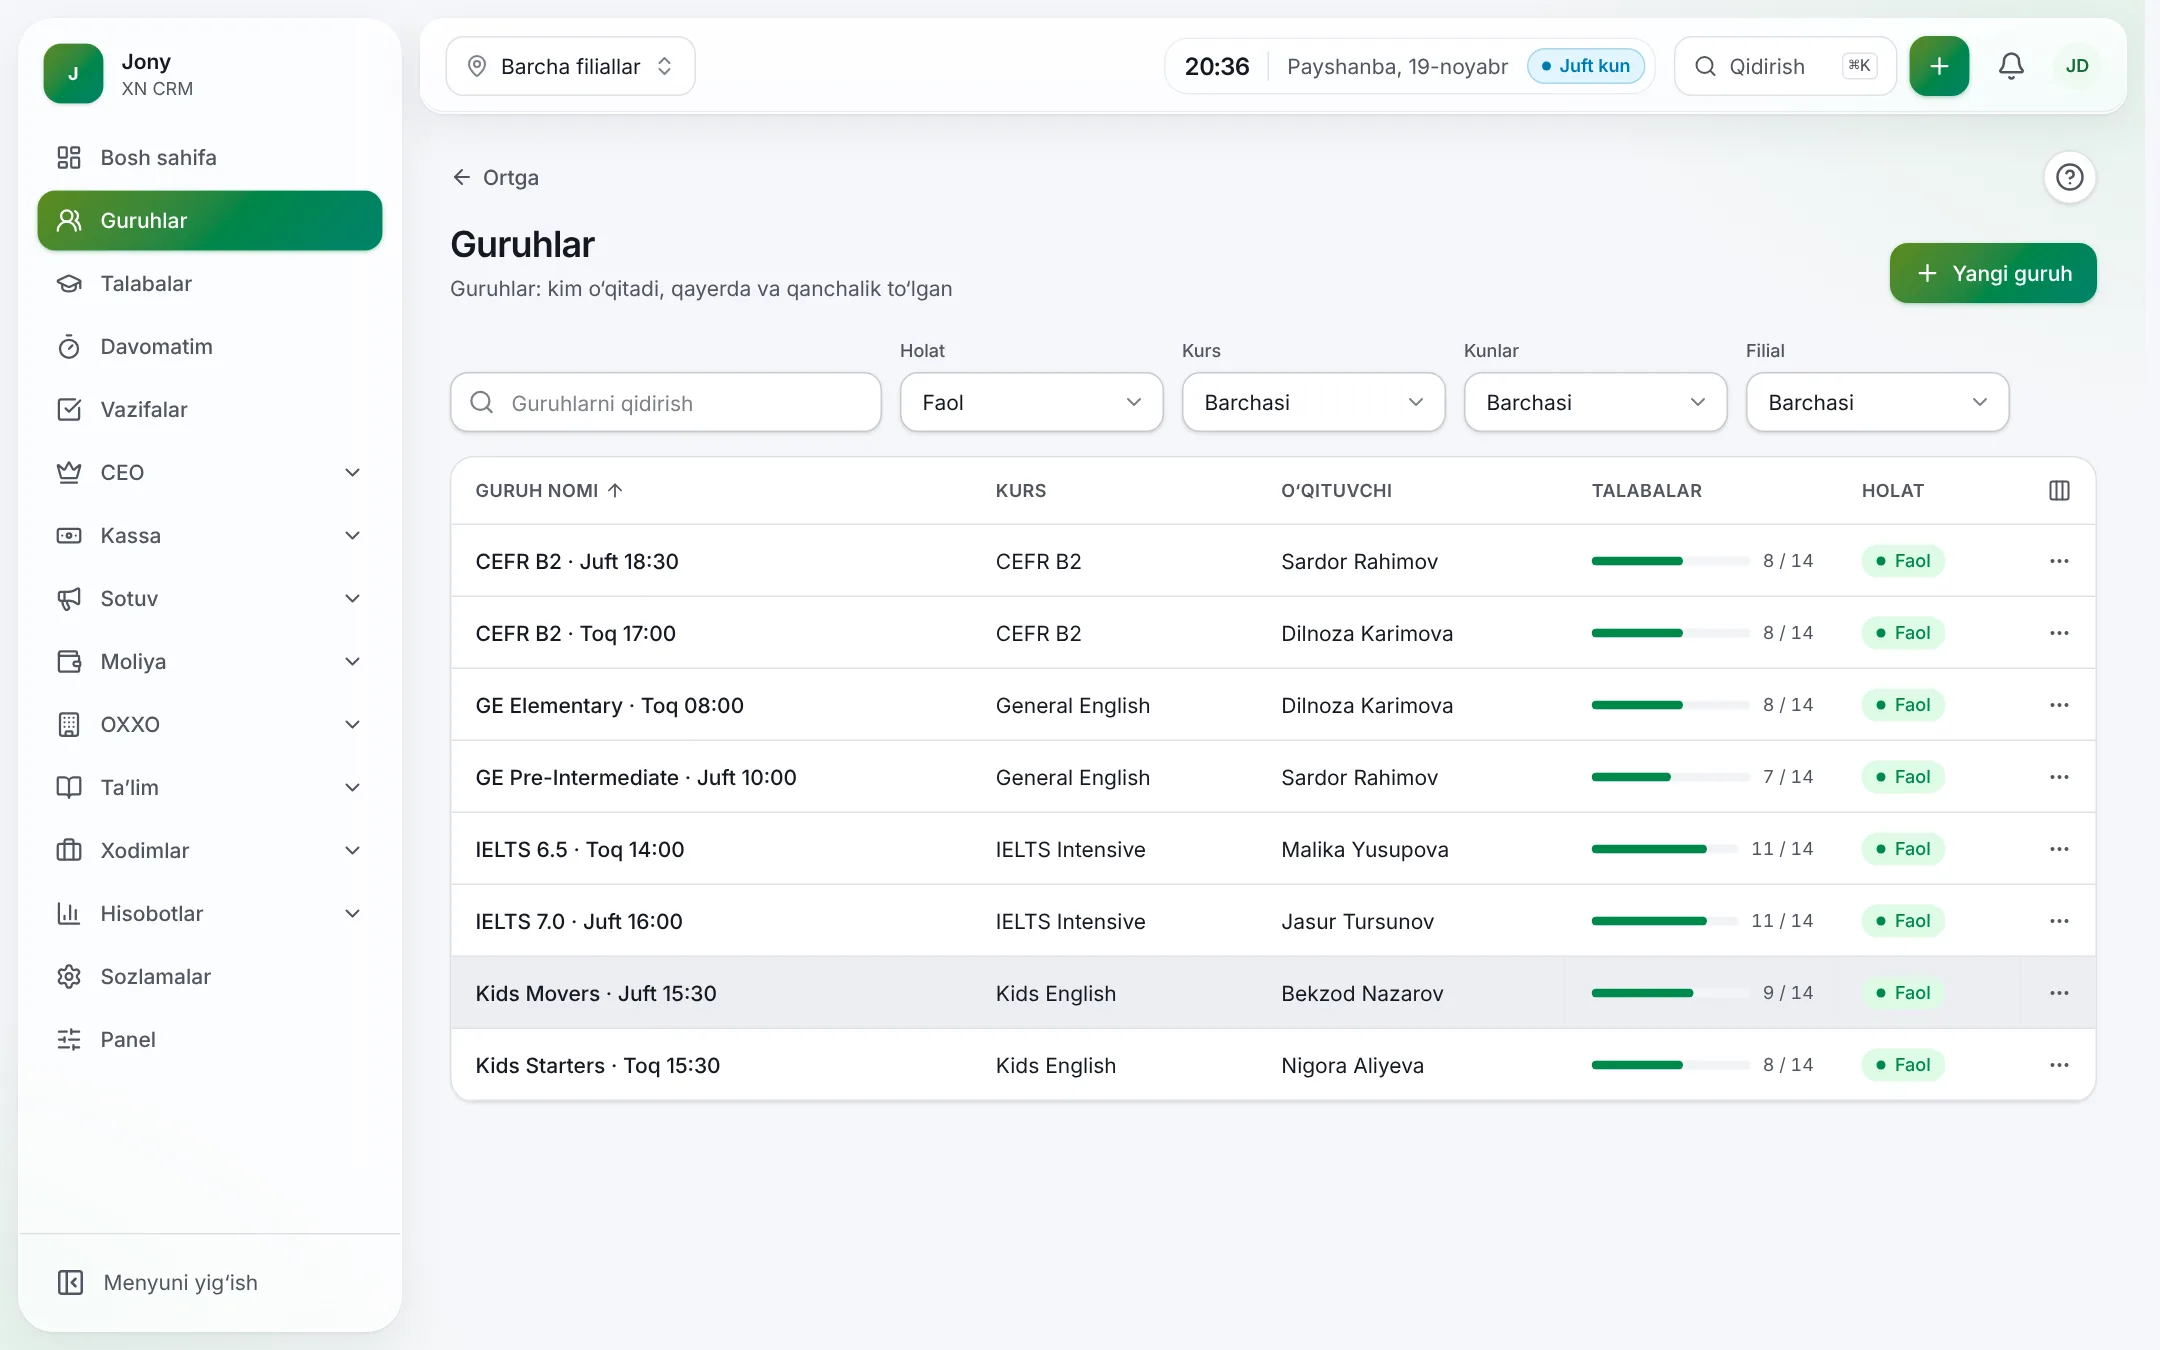 J
Jony
XN CRM
Bosh sahifa
Guruhlar
Talabalar
Davomatim
Vazifalar
CEO
Kassa
Sotuv
Moliya
OXXO
Ta’lim
Xodimlar
Hisobotlar
Sozlamalar
Panel
Menyuni yig‘ish
Barcha filiallar
20:36 Payshanba, 19-noyabr Juft kun
Qidirish ⌘K
JD
Ortga
Guruhlar
Guruhlar: kim o‘qitadi, qayerda va qanchalik to‘lgan
Yangi guruh
Guruhlarni qidirish
Holat
Faol
Kurs
Barchasi
Kunlar
Barchasi
Filial
Barchasi
GURUH NOMI KURS O‘QITUVCHI TALABALAR HOLAT
CEFR B2 · Juft 18:30 CEFR B2 Sardor Rahimov 8 / 14 Faol
CEFR B2 · Toq 17:00 CEFR B2 Dilnoza Karimova 8 / 14 Faol
GE Elementary · Toq 08:00 General English Dilnoza Karimova 8 / 14 Faol
GE Pre-Intermediate · Juft 10:00 General English Sardor Rahimov 7 / 14 Faol
IELTS 6.5 · Toq 14:00 IELTS Intensive Malika Yusupova 11 / 14 Faol
IELTS 7.0 · Juft 16:00 IELTS Intensive Jasur Tursunov 11 / 14 Faol
Kids Movers · Juft 15:30 Kids English Bekzod Nazarov 9 / 14 Faol
Kids Starters · Toq 15:30 Kids English Nigora Aliyeva 8 / 14 Faol